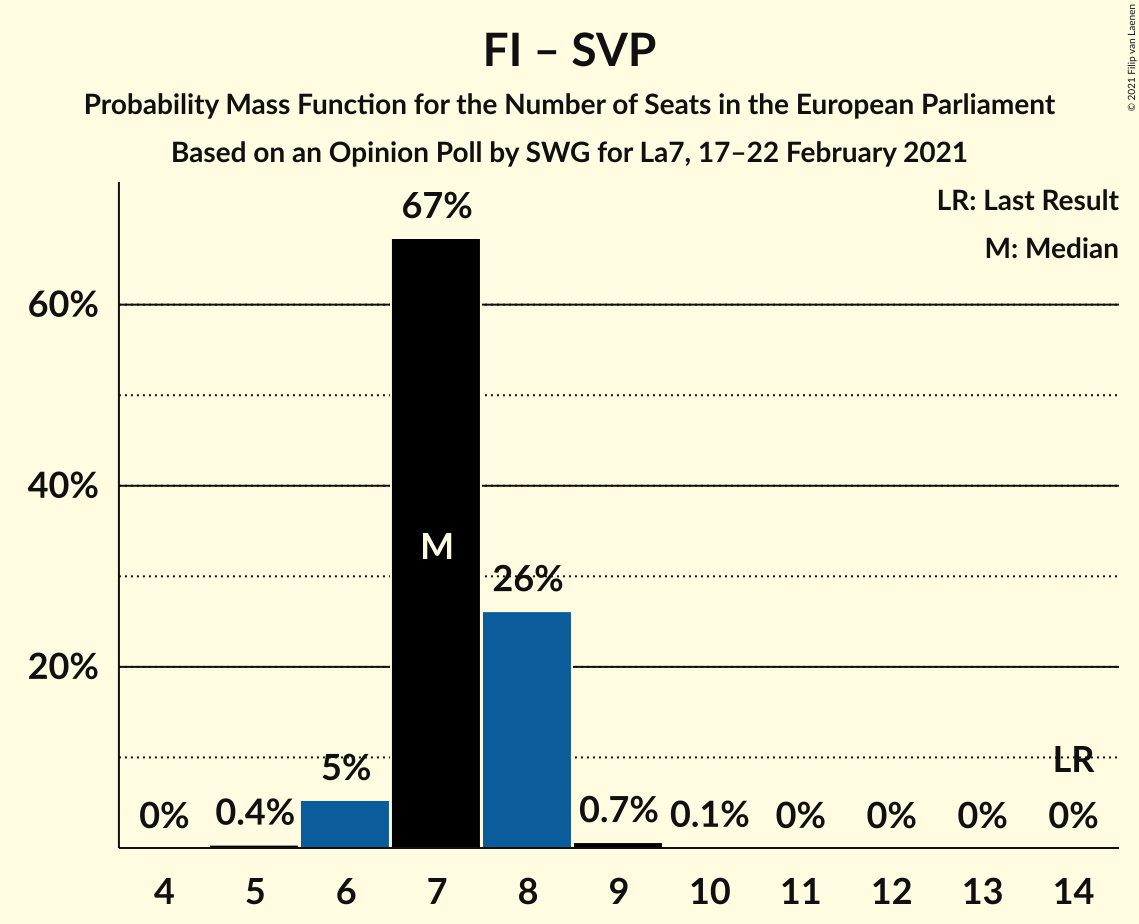 FI – SVP
Probability Mass Function for the Number of Seats in the European Parliament
Based on an Opinion Poll by SWG for La7, 17–22 February 2021
© 2021 Filip van Laenen
LR: Last Result
M: Median
67%
60%
40%
M
26%
20%
5%
LR
0%
0.4%
0.7%
0.1%
0%
0%
0%
0%
4 5 6 7 8 9 10 11 12 13 14